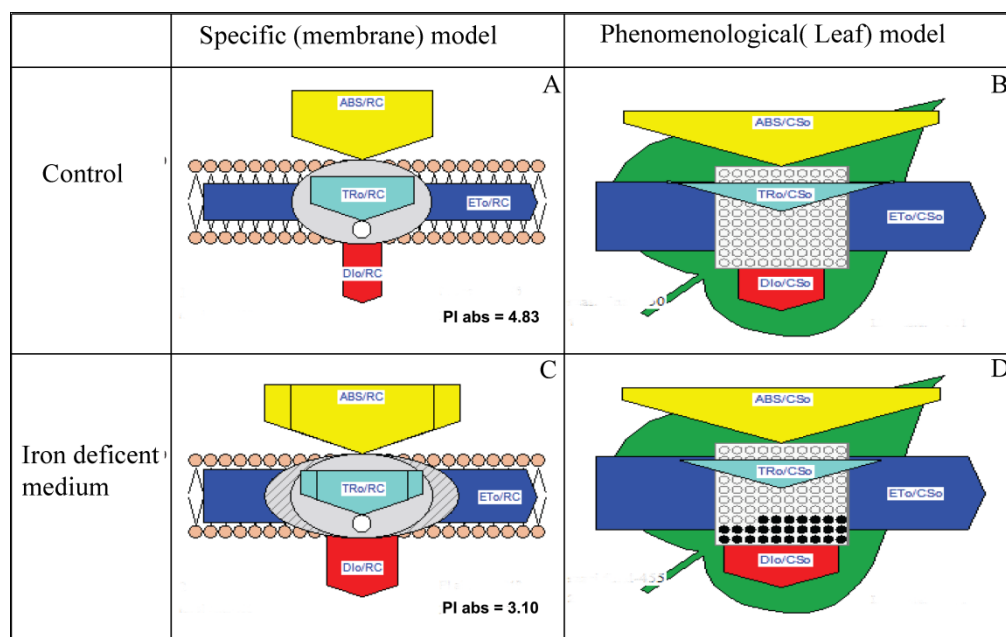 Specific (membrane) model
Phenomenological( Leaf) model
Control
A
ABS/RC
TRo/RC
ETo/RC
DIo/RC
PI abs = 4.83
B
ABS/CSo
TRo/CSo
ETo/CSo
DIo/CSo
Iron deficent
medium
C
ABS/RC
TRo/RC
ETo/RC
DIo/RC
PI abs = 3.10
D
ABS/CSo
TRo/CSo
ETo/CSo
DIo/CSo